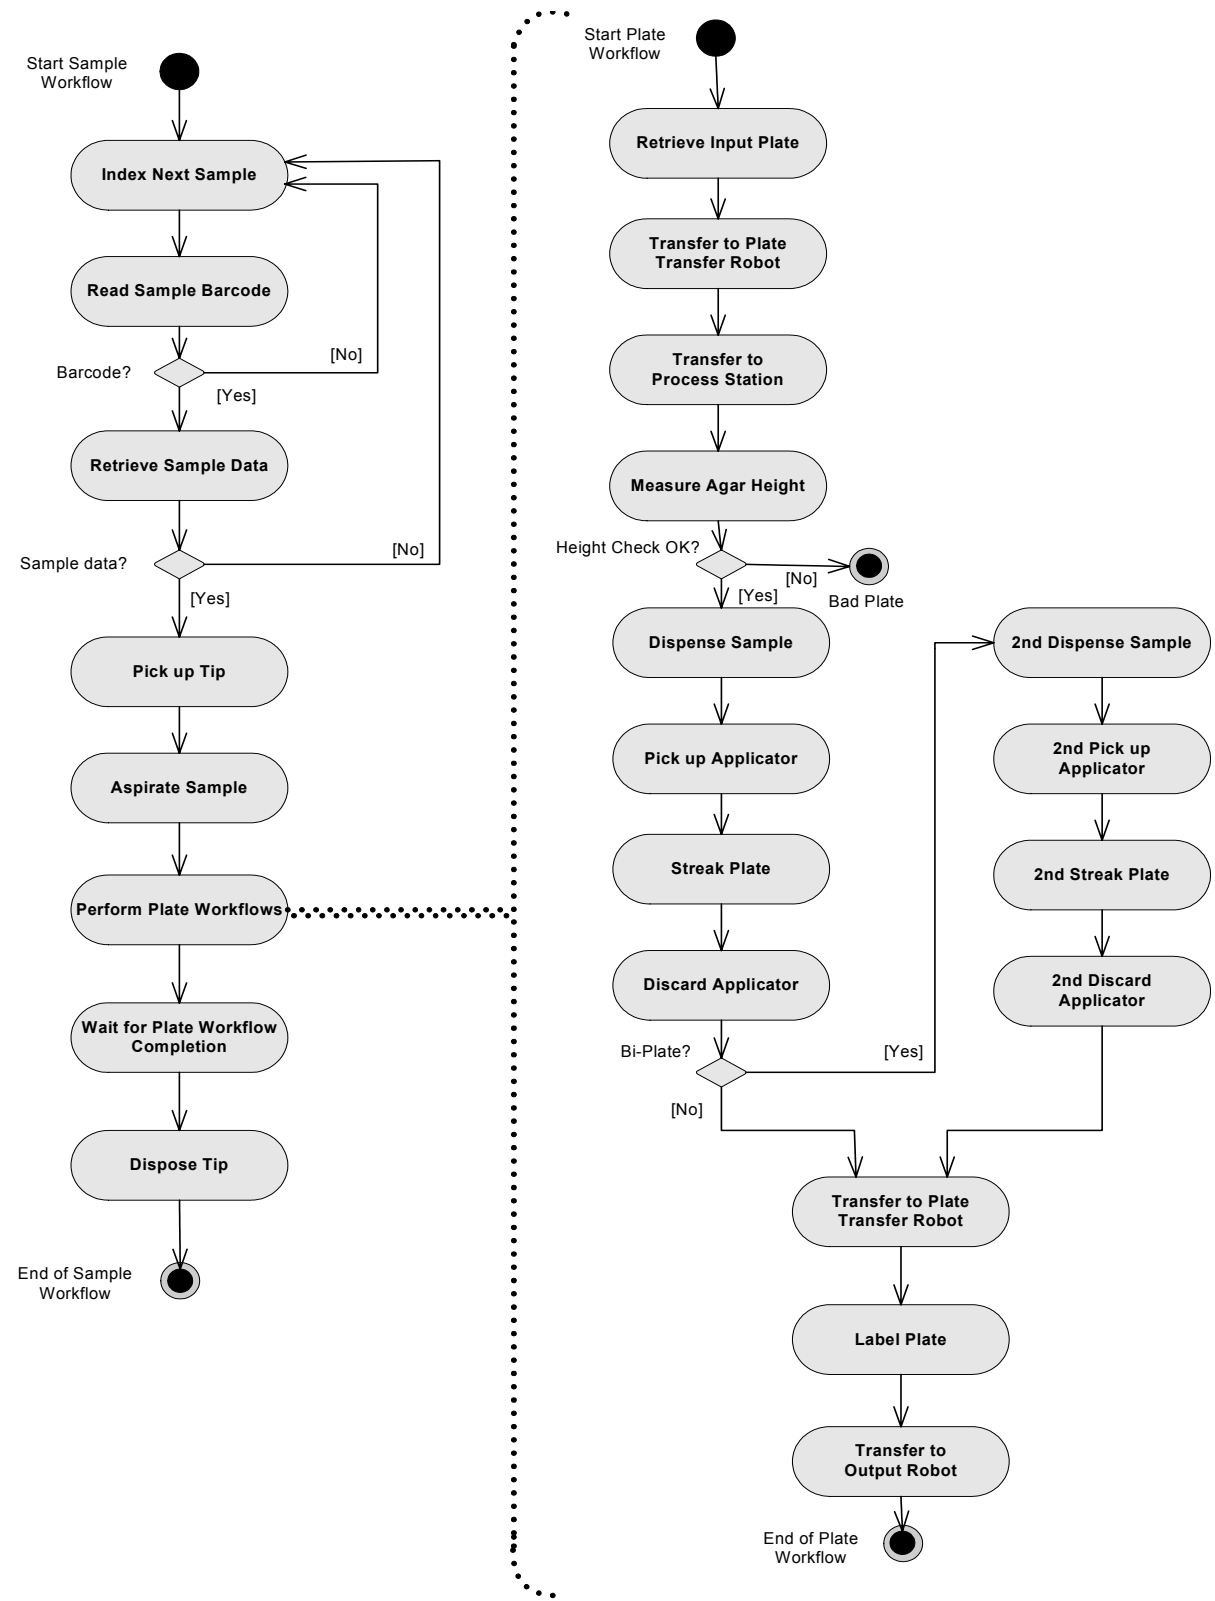 Start Sample
Workflow
Index Next Sample
Read Sample Barcode
[No]
Barcode?
[Yes]
Retrieve Sample Data
[No]
Sample data?
[Yes]
Pick up Tip
Aspirate Sample
Perform Plate Workflows
Wait for Plate Workflow
Completion
Dispose Tip
End of Sample
Workflow
Start Plate
Workflow
Retrieve Input Plate
Transfer to Plate
Transfer Robot
Transfer to
Process Station
Measure Agar Height
Height Check OK?
[No]
[Yes]
Bad Plate
Dispense Sample
Pick up Applicator
Streak Plate
Discard Applicator
Bi-Plate?
[Yes]
[No]
2nd Dispense Sample
2nd Pick up
Applicator
2nd Streak Plate
2nd Discard
Applicator
Transfer to Plate
Transfer Robot
Label Plate
Transfer to
Output Robot
End of Plate
Workflow